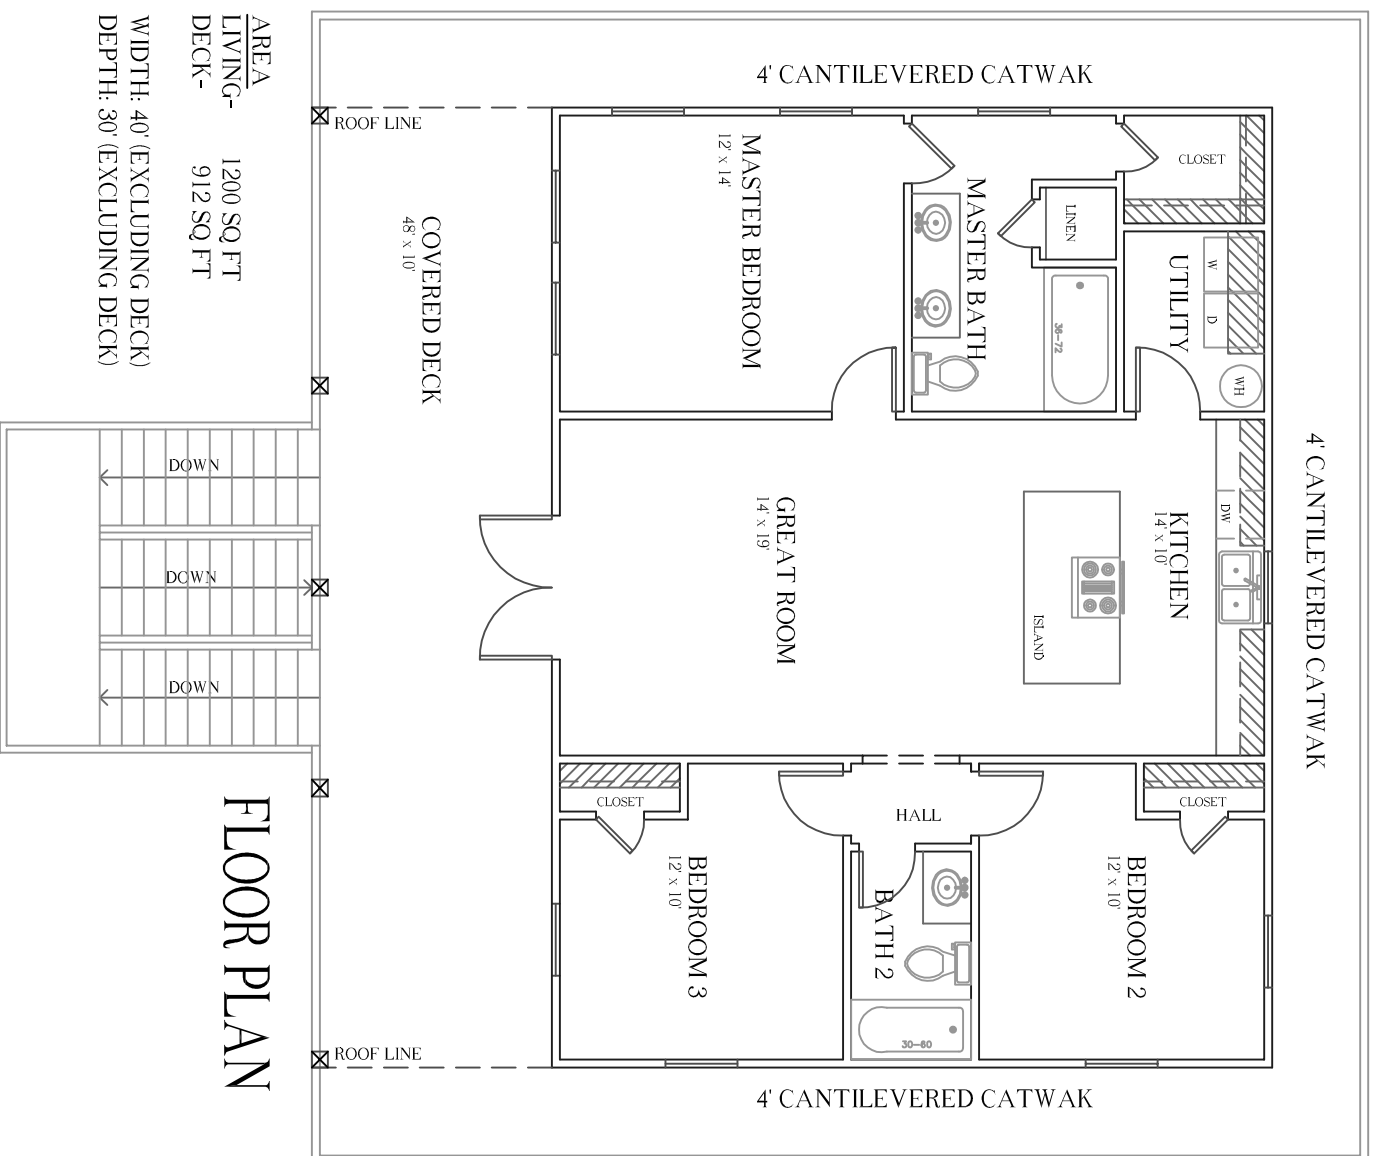 AREA
LIVING- 1200 SQ FT
DECK- 912 SQ FT
WIDTH: 40' (EXCLUDING DECK)
DEPTH: 30' (EXCLUDING DECK)
4' CANTILEVERED CATWAK
ROOF LINE
COVERED DECK
48' x 10'
MASTER BEDROOM
12' x 14'
MASTER BATH
LINEN
CLOSET
UTILITY
W
D
WH
36-72
4' CANTILEVERED CATWAK
GREAT ROOM
14' x 19'
KITCHEN
14' x 10'
DW
ISLAND
DOWN
DOWN
DOWN
CLOSET
HALL
CLOSET
BEDROOM 3
12' x 10'
BATH 2
30-60
BEDROOM 2
12' x 10'
ROOF LINE
4' CANTILEVERED CATWAK
FLOOR PLAN